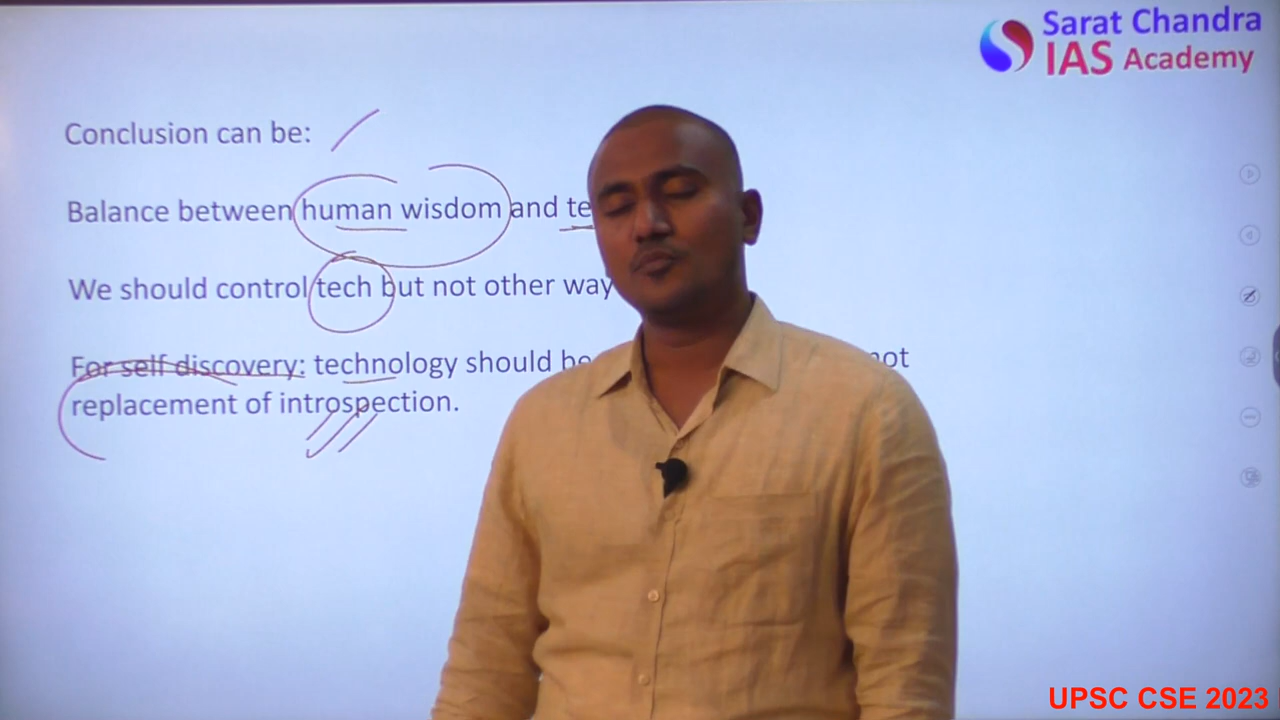 Sarat Chandra
IAS Academy
Conclusion can be:
Balance between human wisdom and te
We should control tech but not other way
For self discovery: technology should be not
replacement of introspection.
UPSC CSE 2023